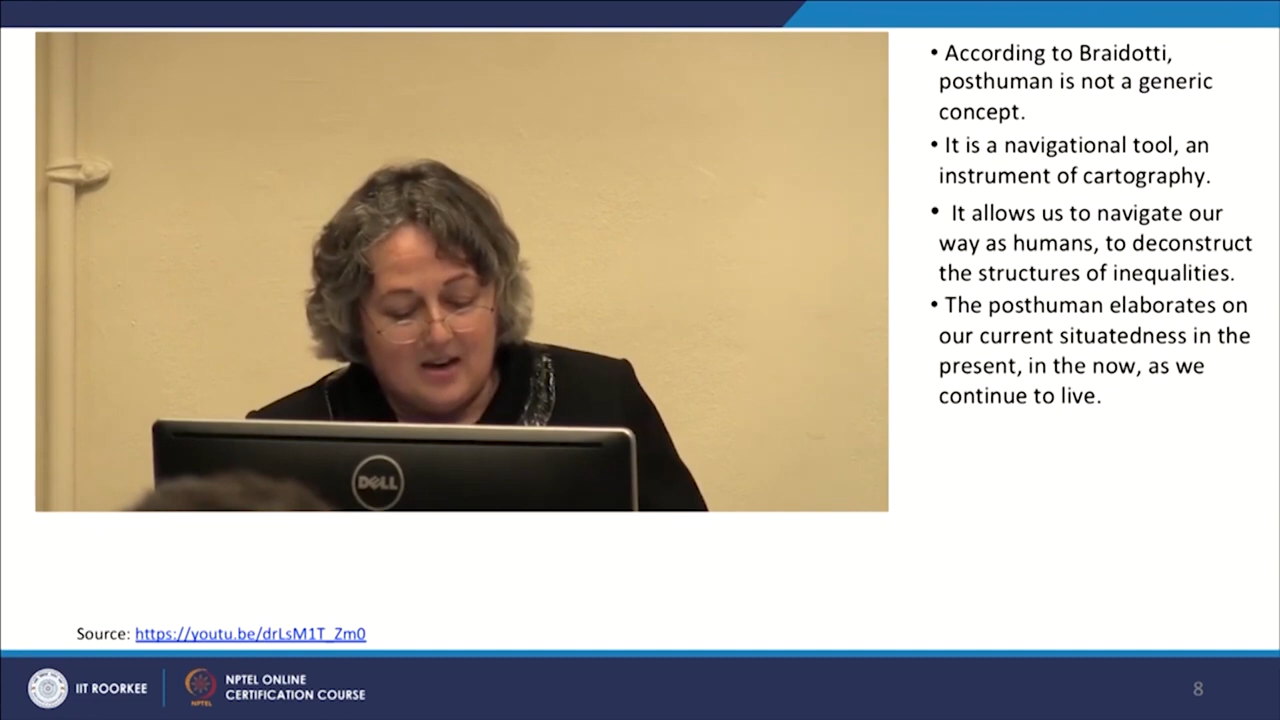 • According to Braidotti,
posthuman is not a generic
concept.
• It is a navigational tool, an
instrument of cartography.
• It allows us to navigate our
way as humans, to deconstruct
the structures of inequalities.
• The posthuman elaborates on
our current situatedness in the
present, in the now, as we
continue to live.
DELL
Source: https://youtu.be/drLsM1T_Zm0
IIT ROORKEE
NPTEL
NPTEL ONLINE
CERTIFICATION COURSE
8